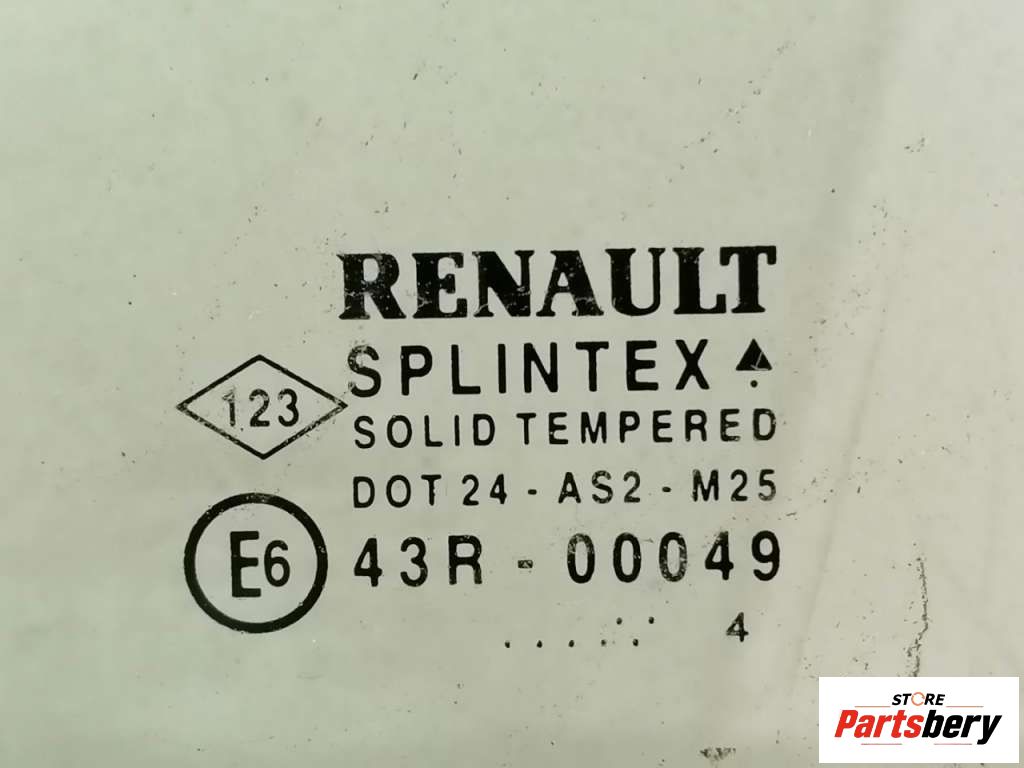 RENAULT
SPLINTEX
123
SOLID TEMPERED
DOT 24 - AS2 - M25
E6
43R - 00049
4
STORE
Partsbery